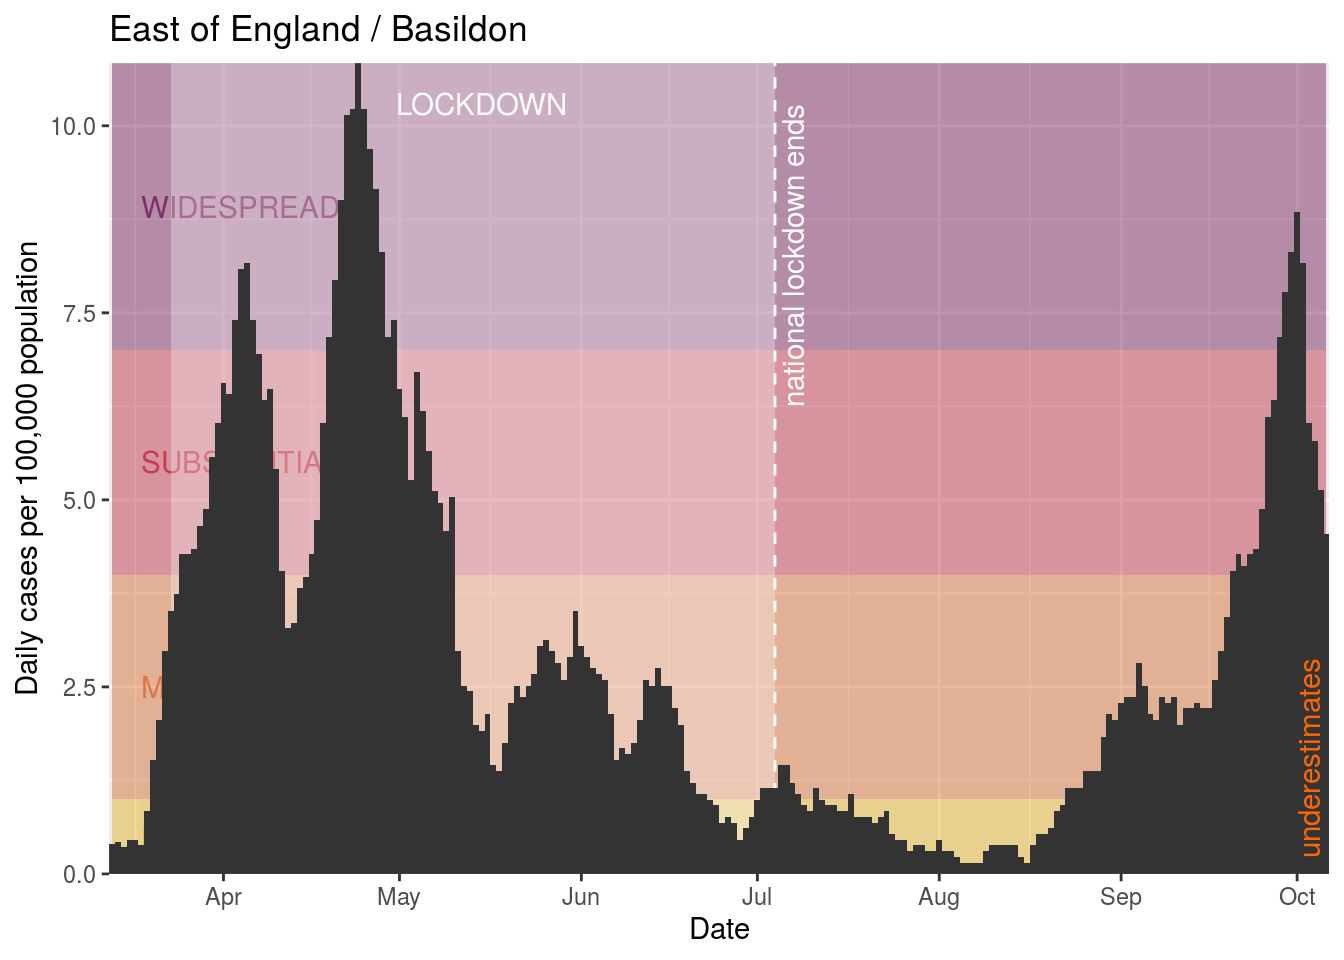 East of England / Basildon
LOCKDOWN
national lockdown ends
WIDESPREAD
underestimates
Daily cases per 100,000 population
10.0
7.5
5.0
2.5
0.0
Apr
May
Jun
Jul
Aug
Sep
Oct
Date